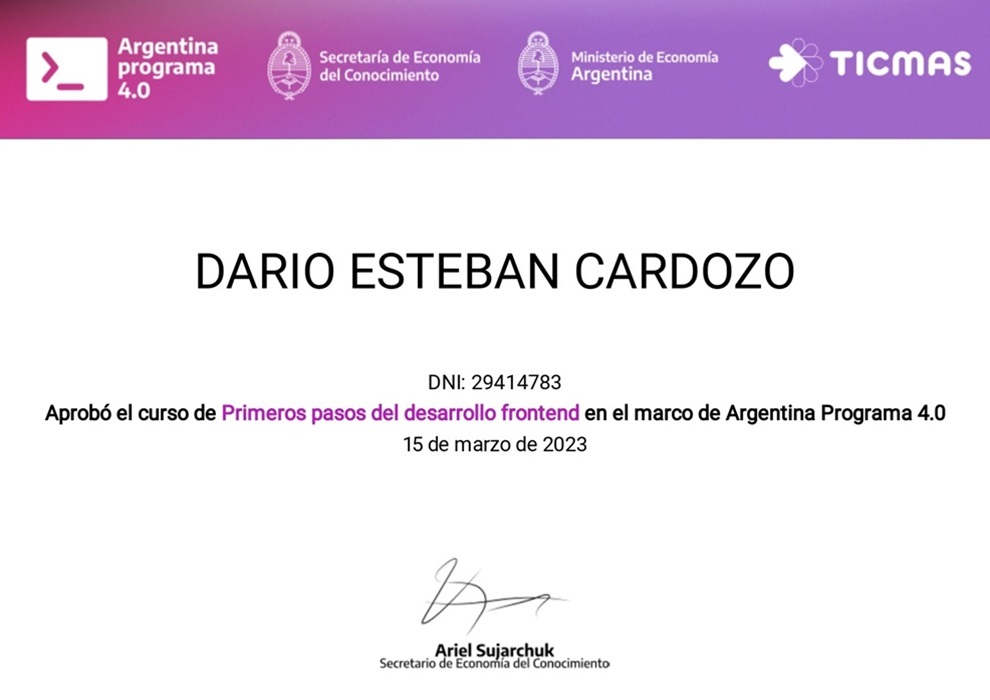 Argentina
programa
4.0
Secretaría de Economía
del Conocimiento
Ministerio de Economía
Argentina
TICMAS
DARIO ESTEBAN CARDOZO
DNI: 29414783
Aprobó el curso de Primeros pasos del desarrollo frontend en el marco de Argentina Programa 4.0
15 de marzo de 2023
Ariel Sujarchuk
Secretario de Economía del Conocimiento